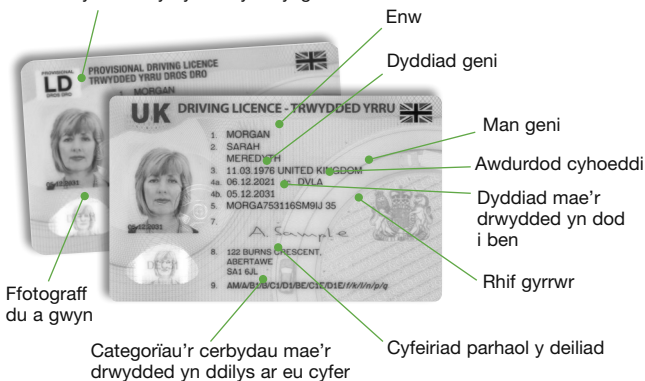 Enw
Dyddiad geni
Man geni
Awdurdod cyhoeddi
Dyddiad mae'r
drwydded yn dod
i ben
Rhif gyrrwr
Cyfeiriad parhaol y deiliad
Categorïau'r cerbydau mae'r
drwydded yn ddilys ar eu cyfer
Ffotograff
du a gwyn
PROVISIONAL
LD
DROS DRO
PROVISIONAL DRIVING LICENCE
TRWYDDED YRRU DROS DRO
1. MORGAN
UK DRIVING LICENCE - TRWYDDED YRRU
1. MORGAN
2. SARAH
MEREDYTH
3. 11.03.1976 UNITED KINGDOM
4a. 06.12.2021 DVLA
4b. 05.12.2031
5. MORGA753116SM9IJ 35
7.
A. Sample
8. 122 BURNS CRESCENT,
ABERTAWE
SA1 6JL
9. AM/A/B1/B/C1/D1/BE/C1E/D1E/f/k/l/n/p/q